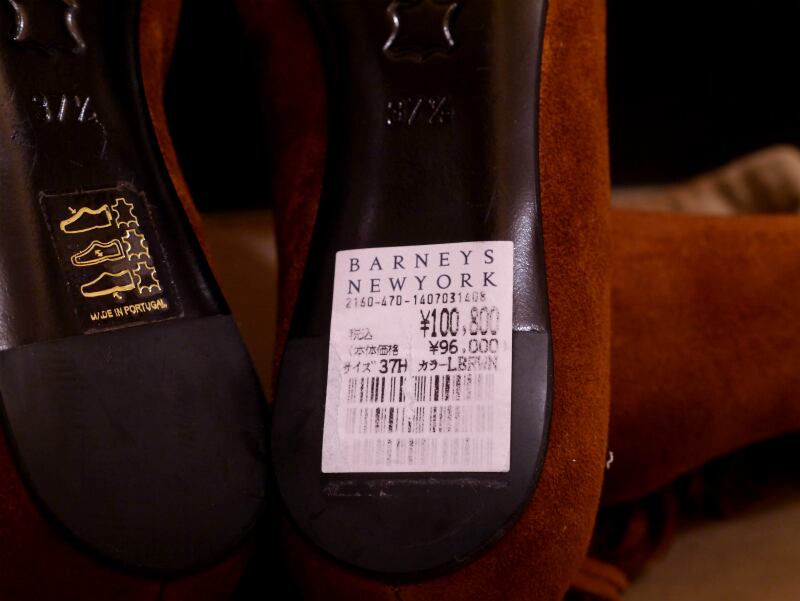 37½
37½
MADE IN PORTUGAL
BARNEYS
NEWYORK
2160-470-1407031408
¥100,800
税込
(本体価格 ¥96,000)
サイズ 37H カラーLBRWN